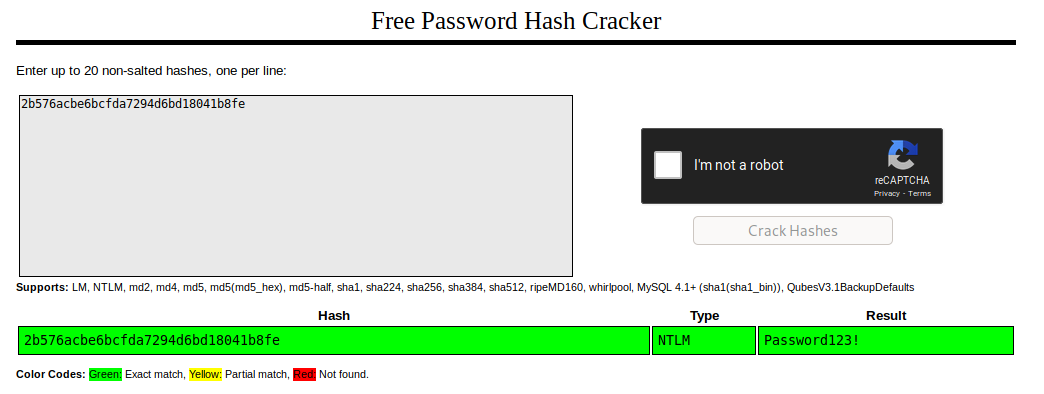 Free Password Hash Cracker
Enter up to 20 non-salted hashes, one per line:
2b576acbe6bcfda7294d6bd18041b8fe
I'm not a robot
reCAPTCHA
Privacy - Terms
Crack Hashes
Supports: LM, NTLM, md2, md4, md5, md5(md5_hex), md5-half, sha1, sha224, sha256, sha384, sha512, ripeMD160, whirlpool, MySQL 4.1+ (sha1(sha1_bin)), QubesV3.1BackupDefaults
Hash Type Result
2b576acbe6bcfda7294d6bd18041b8fe NTLM Password123!
Color Codes: Green: Exact match, Yellow: Partial match, Red: Not found.